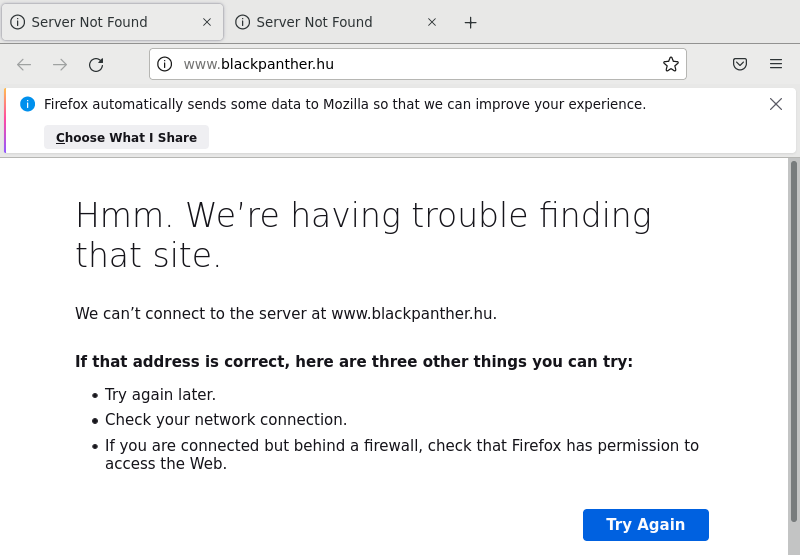 Server Not Found
Server Not Found
www.blackpanther.hu
Firefox automatically sends some data to Mozilla so that we can improve your experience.
Choose What I Share
Hmm. We’re having trouble finding
that site.
We can’t connect to the server at www.blackpanther.hu.
If that address is correct, here are three other things you can try:
• Try again later.
• Check your network connection.
• If you are connected but behind a firewall, check that Firefox has permission to
access the Web.
Try Again